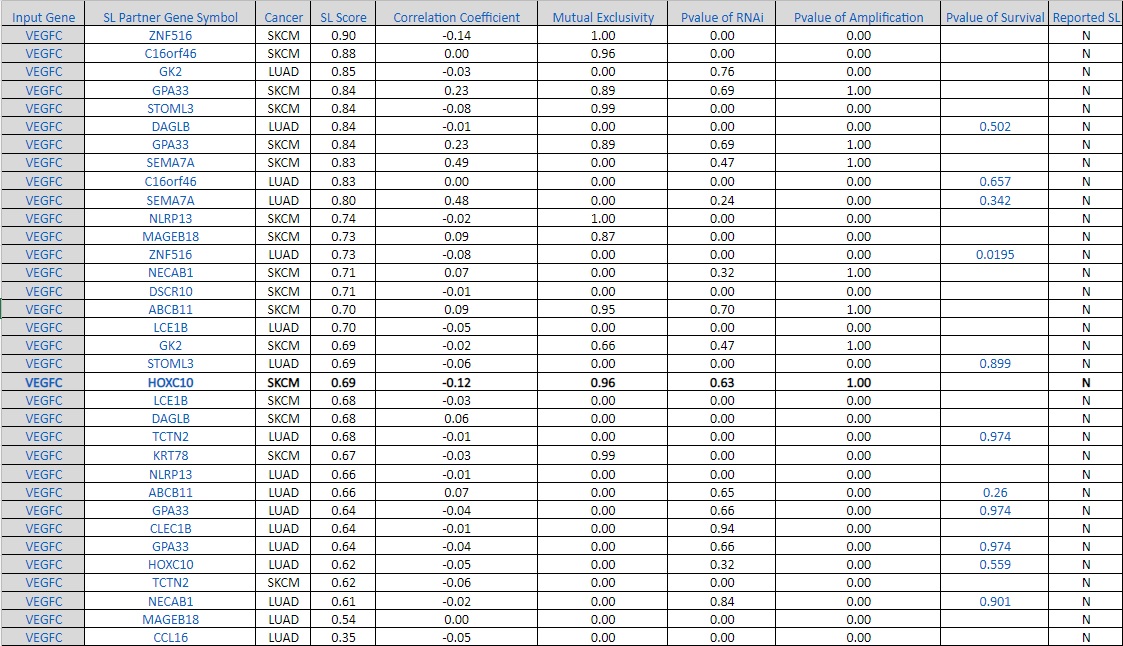 Input Gene SL Partner Gene Symbol Cancer SL Score Correlation Coefficient Mutual Exclusivity Pvalue of RNAi Pvalue of Amplification Pvalue of Survival Reported SL
VEGFC ZNF516 SKCM 0.90 -0.14 1.00 0.00 0.00 N
VEGFC C16orf46 SKCM 0.88 0.00 0.96 0.00 0.00 N
VEGFC GK2 LUAD 0.85 -0.03 0.00 0.76 0.00 N
VEGFC GPA33 SKCM 0.84 0.23 0.89 0.69 1.00 N
VEGFC STOML3 SKCM 0.84 -0.08 0.99 0.00 0.00 N
VEGFC DAGLB LUAD 0.84 -0.01 0.00 0.00 0.00 0.502 N
VEGFC GPA33 SKCM 0.84 0.23 0.89 0.69 1.00 N
VEGFC SEMA7A SKCM 0.83 0.49 0.00 0.47 1.00 N
VEGFC C16orf46 LUAD 0.83 0.00 0.00 0.00 0.00 0.657 N
VEGFC SEMA7A LUAD 0.80 0.48 0.00 0.24 0.00 0.342 N
VEGFC NLRP13 SKCM 0.74 -0.02 1.00 0.00 0.00 N
VEGFC MAGEB18 SKCM 0.73 0.09 0.87 0.00 0.00 N
VEGFC ZNF516 LUAD 0.73 -0.08 0.00 0.00 0.00 0.0195 N
VEGFC NECAB1 SKCM 0.71 0.07 0.00 0.32 1.00 N
VEGFC DSCR10 SKCM 0.71 -0.01 0.00 0.00 0.00 N
VEGFC ABCB11 SKCM 0.70 0.09 0.95 0.70 1.00 N
VEGFC LCE1B LUAD 0.70 -0.05 0.00 0.00 0.00 N
VEGFC GK2 SKCM 0.69 -0.02 0.66 0.47 1.00 N
VEGFC STOML3 LUAD 0.69 -0.06 0.00 0.00 0.00 0.899 N
VEGFC HOXC10 SKCM 0.69 -0.12 0.96 0.63 1.00 N
VEGFC LCE1B SKCM 0.68 -0.03 0.00 0.00 0.00 N
VEGFC DAGLB SKCM 0.68 0.06 0.00 0.00 0.00 N
VEGFC TCTN2 LUAD 0.68 -0.01 0.00 0.00 0.00 0.974 N
VEGFC KRT78 SKCM 0.67 -0.03 0.99 0.00 0.00 N
VEGFC NLRP13 LUAD 0.66 -0.01 0.00 0.00 0.00 N
VEGFC ABCB11 LUAD 0.66 0.07 0.00 0.65 0.00 0.26 N
VEGFC GPA33 LUAD 0.64 -0.04 0.00 0.66 0.00 0.974 N
VEGFC CLEC1B LUAD 0.64 -0.01 0.00 0.94 0.00 N
VEGFC GPA33 LUAD 0.64 -0.04 0.00 0.66 0.00 0.974 N
VEGFC HOXC10 LUAD 0.62 -0.05 0.00 0.32 0.00 0.559 N
VEGFC TCTN2 SKCM 0.62 -0.06 0.00 0.00 0.00 N
VEGFC NECAB1 LUAD 0.61 -0.02 0.00 0.84 0.00 0.901 N
VEGFC MAGEB18 LUAD 0.54 0.00 0.00 0.00 0.00 N
VEGFC CCL16 LUAD 0.35 -0.05 0.00 0.00 0.00 N